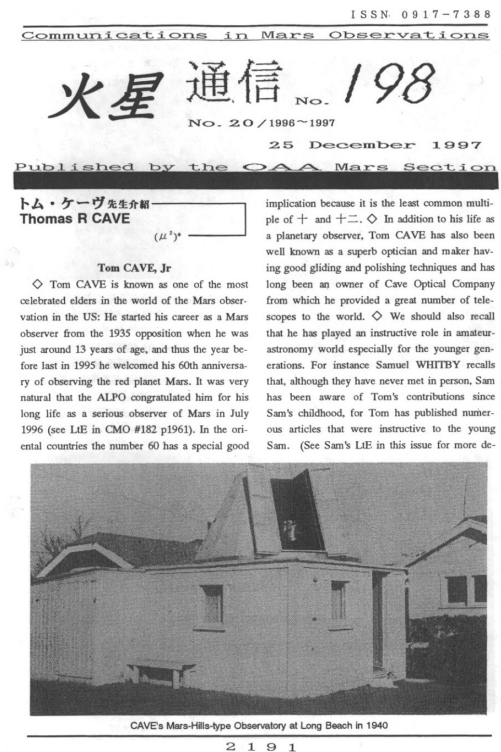 ISSN 0917-7388
Communications in Mars Observations
火星 通信 No. 198
No. 20/1996～1997
25 December 1997
Published by the OAA Mars Section
トム・ケーヴ先生介紹
Thomas R CAVE
(μ²)*
Tom CAVE, Jr
◇ Tom CAVE is known as one of the most
celebrated elders in the world of the Mars obser-
vation in the US: He started his career as a Mars
observer from the 1935 opposition when he was
just around 13 years of age, and thus the year be-
fore last in 1995 he welcomed his 60th anniversa-
ry of observing the red planet Mars. It was very
natural that the ALPO congratulated him for his
long life as a serious observer of Mars in July
1996 (see LtE in CMO #182 p1961). In the ori-
ental countries the number 60 has a special good
implication because it is the least common multi-
ple of 十 and 十二. ◇ In addition to his life as
a planetary observer, Tom CAVE has also been
well known as a superb optician and maker hav-
ing good gliding and polishing techniques and has
long been an owner of Cave Optical Company
from which he provided a great number of tele-
scopes to the world. ◇ We should also recall
that he has played an instructive role in amateur-
astronomy world especially for the younger gen-
erations. For instance Samuel WHITBY recalls
that, although they have never met in person, Sam
has been aware of Tom's contributions since
Sam's childhood, for Tom has published numer-
ous articles that were instructive to the young
Sam. (See Sam's LtE in this issue for more de-
CAVE's Mars-Hills-type Observatory at Long Beach in 1940
2191